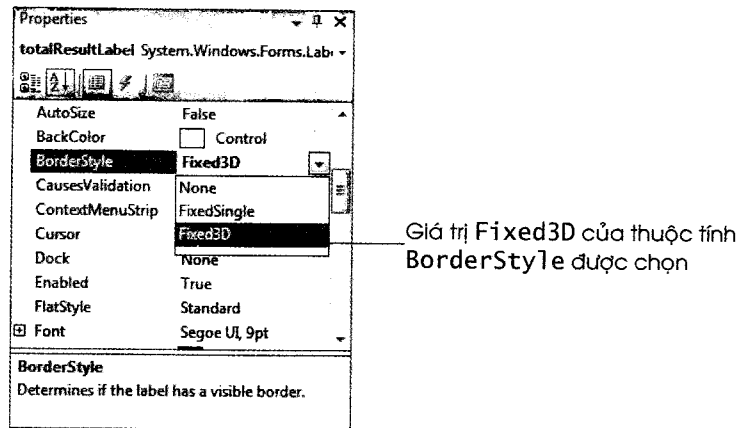 Properties
totalResultLabel System.Windows.Forms.Lab
AutoSize False
BackColor Control
BorderStyle Fixed3D
CausesValidation None
ContextMenuStrip FixedSingle
Cursor Fixed3D
Dock None
Enabled True
FlatStyle Standard
Font Segoe UI, 9pt
BorderStyle
Determines if the label has a visible border.
Giá trị Fixed3D của thuộc tính
BorderStyle được chọn